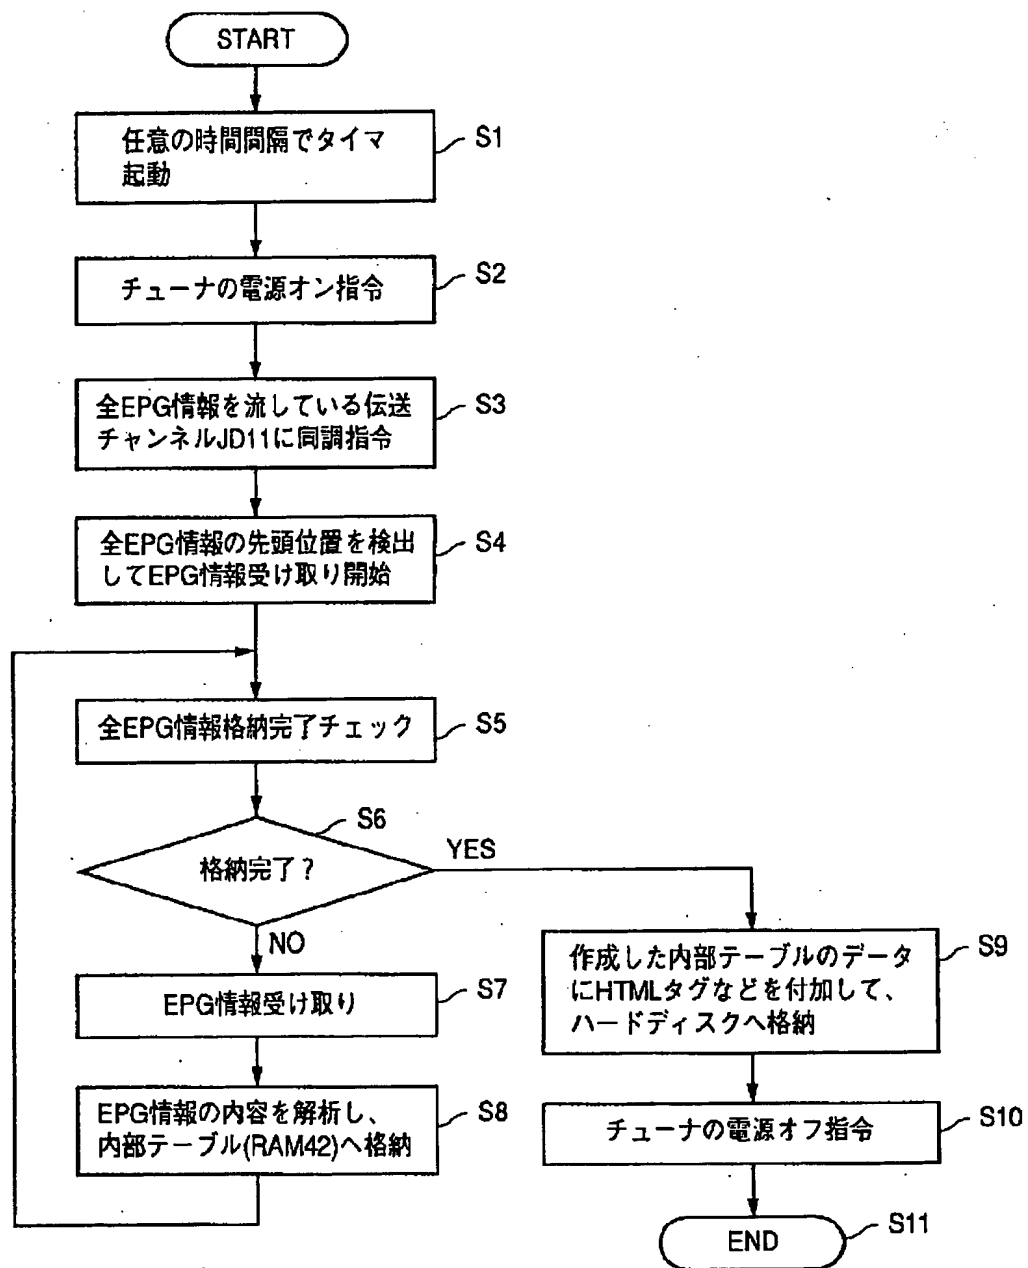 START
任意の時間間隔でタイマ
起動
S1
チューナの電源オン指令
S2
全EPG情報を流している伝送
チャンネルJD11に同調指令
S3
全EPG情報の先頭位置を検出
してEPG情報受け取り開始
S4
全EPG情報格納完了チェック
S5
格納完了？
S6
YES
NO
EPG情報受け取り
S7
EPG情報の内容を解析し、
内部テーブル(RAM42)へ格納
S8
作成した内部テーブルのデータ
にHTMLタグなどを付加して、
ハードディスクへ格納
S9
チューナの電源オフ指令
S10
END
S11